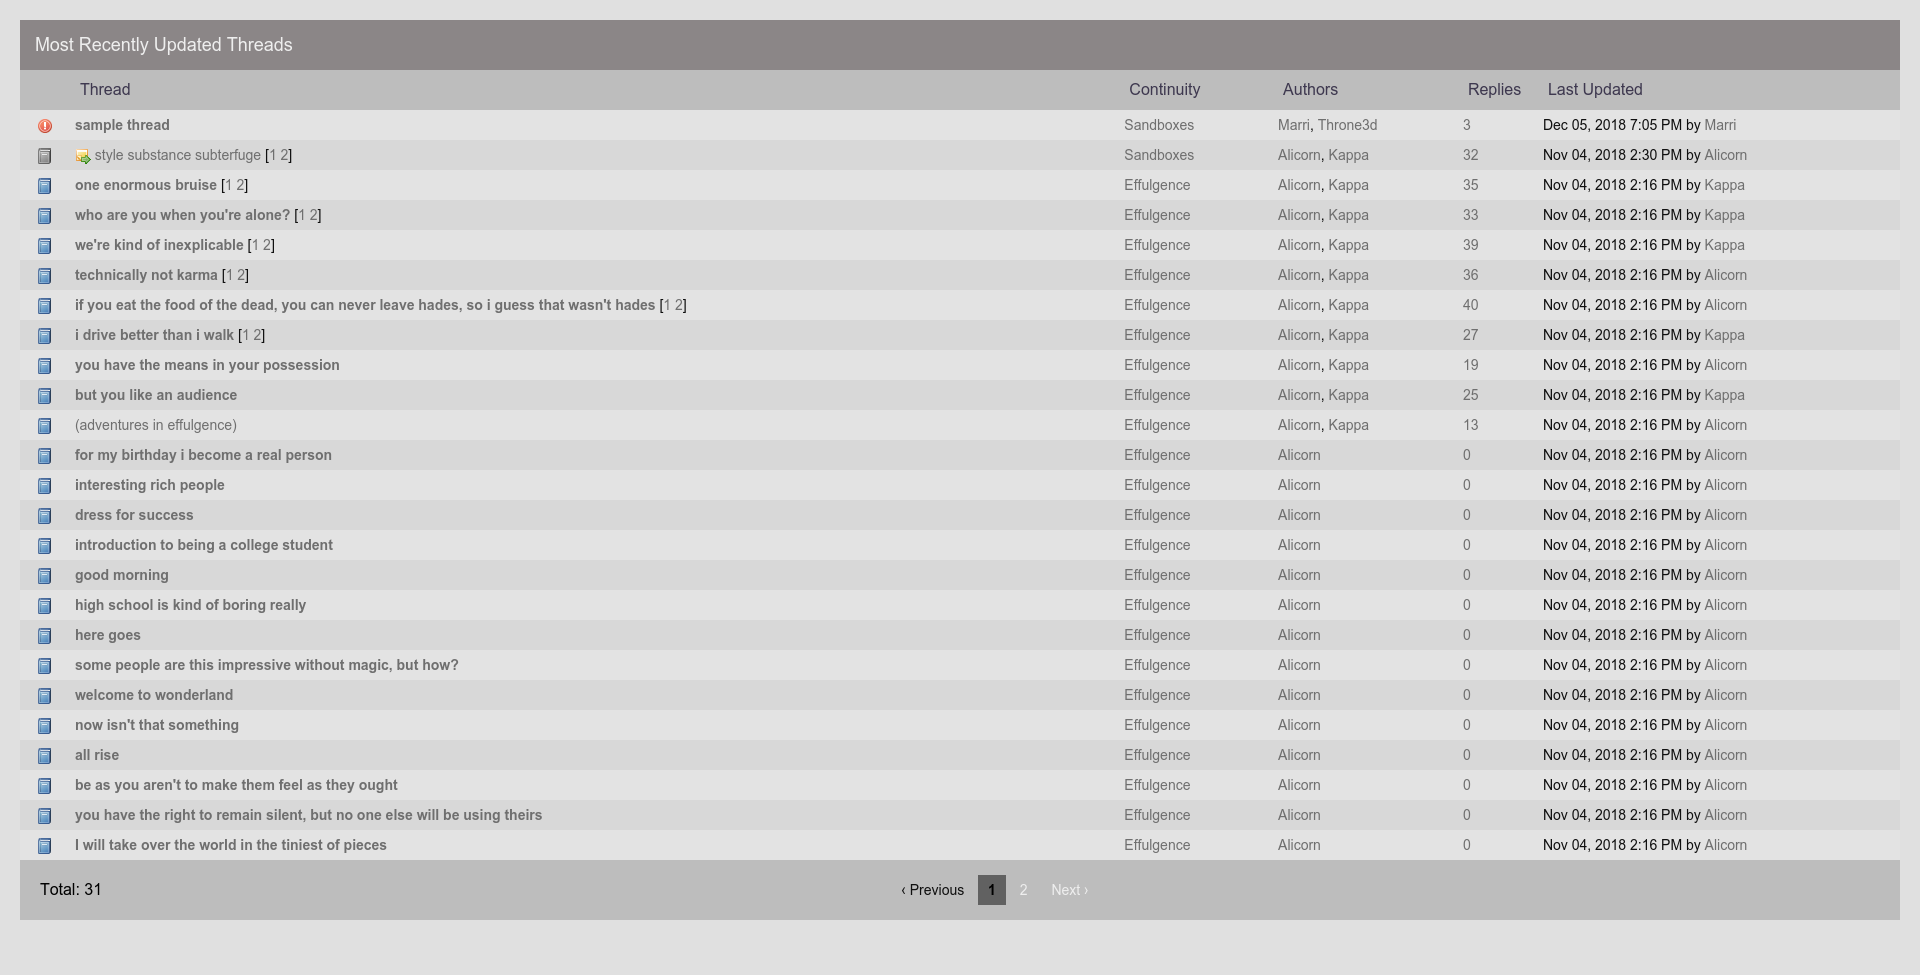 Most Recently Updated Threads
Thread Continuity Authors Replies Last Updated
sample thread Sandboxes Marri, Throne3d 3 Dec 05, 2018 7:05 PM by Marri
style substance subterfuge [1 2] Sandboxes Alicorn, Kappa 32 Nov 04, 2018 2:30 PM by Alicorn
one enormous bruise [1 2] Effulgence Alicorn, Kappa 35 Nov 04, 2018 2:16 PM by Kappa
who are you when you're alone? [1 2] Effulgence Alicorn, Kappa 33 Nov 04, 2018 2:16 PM by Kappa
we're kind of inexplicable [1 2] Effulgence Alicorn, Kappa 39 Nov 04, 2018 2:16 PM by Kappa
technically not karma [1 2] Effulgence Alicorn, Kappa 36 Nov 04, 2018 2:16 PM by Alicorn
if you eat the food of the dead, you can never leave hades, so i guess that wasn't hades [1 2] Effulgence Alicorn, Kappa 40 Nov 04, 2018 2:16 PM by Alicorn
i drive better than i walk [1 2] Effulgence Alicorn, Kappa 27 Nov 04, 2018 2:16 PM by Kappa
you have the means in your possession Effulgence Alicorn, Kappa 19 Nov 04, 2018 2:16 PM by Alicorn
but you like an audience Effulgence Alicorn, Kappa 25 Nov 04, 2018 2:16 PM by Kappa
(adventures in effulgence) Effulgence Alicorn, Kappa 13 Nov 04, 2018 2:16 PM by Alicorn
for my birthday i become a real person Effulgence Alicorn 0 Nov 04, 2018 2:16 PM by Alicorn
interesting rich people Effulgence Alicorn 0 Nov 04, 2018 2:16 PM by Alicorn
dress for success Effulgence Alicorn 0 Nov 04, 2018 2:16 PM by Alicorn
introduction to being a college student Effulgence Alicorn 0 Nov 04, 2018 2:16 PM by Alicorn
good morning Effulgence Alicorn 0 Nov 04, 2018 2:16 PM by Alicorn
high school is kind of boring really Effulgence Alicorn 0 Nov 04, 2018 2:16 PM by Alicorn
here goes Effulgence Alicorn 0 Nov 04, 2018 2:16 PM by Alicorn
some people are this impressive without magic, but how? Effulgence Alicorn 0 Nov 04, 2018 2:16 PM by Alicorn
welcome to wonderland Effulgence Alicorn 0 Nov 04, 2018 2:16 PM by Alicorn
now isn't that something Effulgence Alicorn 0 Nov 04, 2018 2:16 PM by Alicorn
all rise Effulgence Alicorn 0 Nov 04, 2018 2:16 PM by Alicorn
be as you aren't to make them feel as they ought Effulgence Alicorn 0 Nov 04, 2018 2:16 PM by Alicorn
you have the right to remain silent, but no one else will be using theirs Effulgence Alicorn 0 Nov 04, 2018 2:16 PM by Alicorn
I will take over the world in the tiniest of pieces Effulgence Alicorn 0 Nov 04, 2018 2:16 PM by Alicorn
Total: 31 ‹ Previous 1 2 Next ›